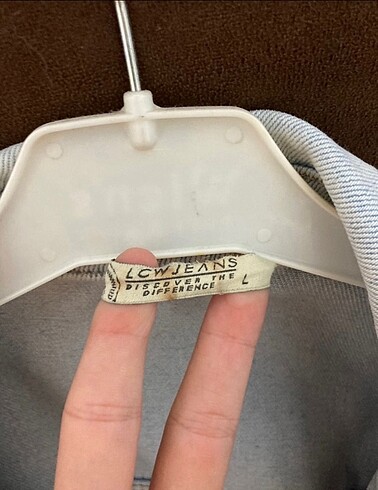 LCWJEANS
DISCOVER THE
DIFFERENCE
L